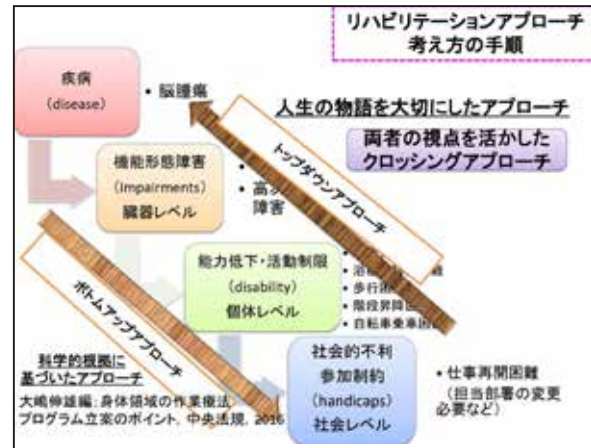 リハビリテーションアプローチ
考え方の手順
疾病
(disease)
・脳腫瘍
人生の物語を大切にしたアプローチ
両者の視点を活かした
クロッシングアプローチ
トップダウンアプローチ
機能形態障害
(Impairments)
臓器レベル
障害
能力低下・活動制限
(disability)
個体レベル
・歩行
・階段昇降
・自転車乗車困
ボトムアップアプローチ
社会的不利
参加制約
(handicaps)
社会レベル
・仕事再開困難
(担当部署の変更
必要など)
科学的根拠に
基づいたアプローチ
大嶋伸雄編:身体領域の作業療法
プログラム立案のポイント, 中央法規, 2016